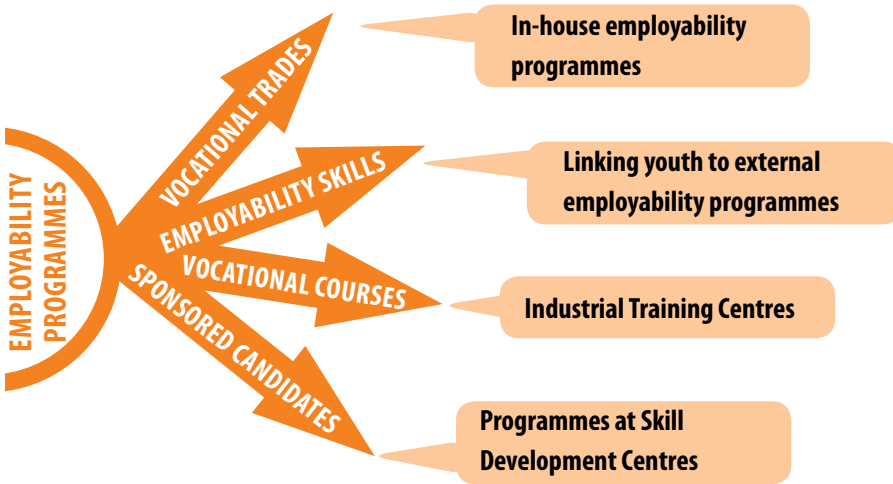 EMPLOYABILITY
PROGRAMMES
VOCATIONAL TRADES
In-house employability
programmes
EMPLOYABILITY SKILLS
Linking youth to external
employability programmes
VOCATIONAL COURSES
Industrial Training Centres
SPONSORED CANDIDATES
Programmes at Skill
Development Centres